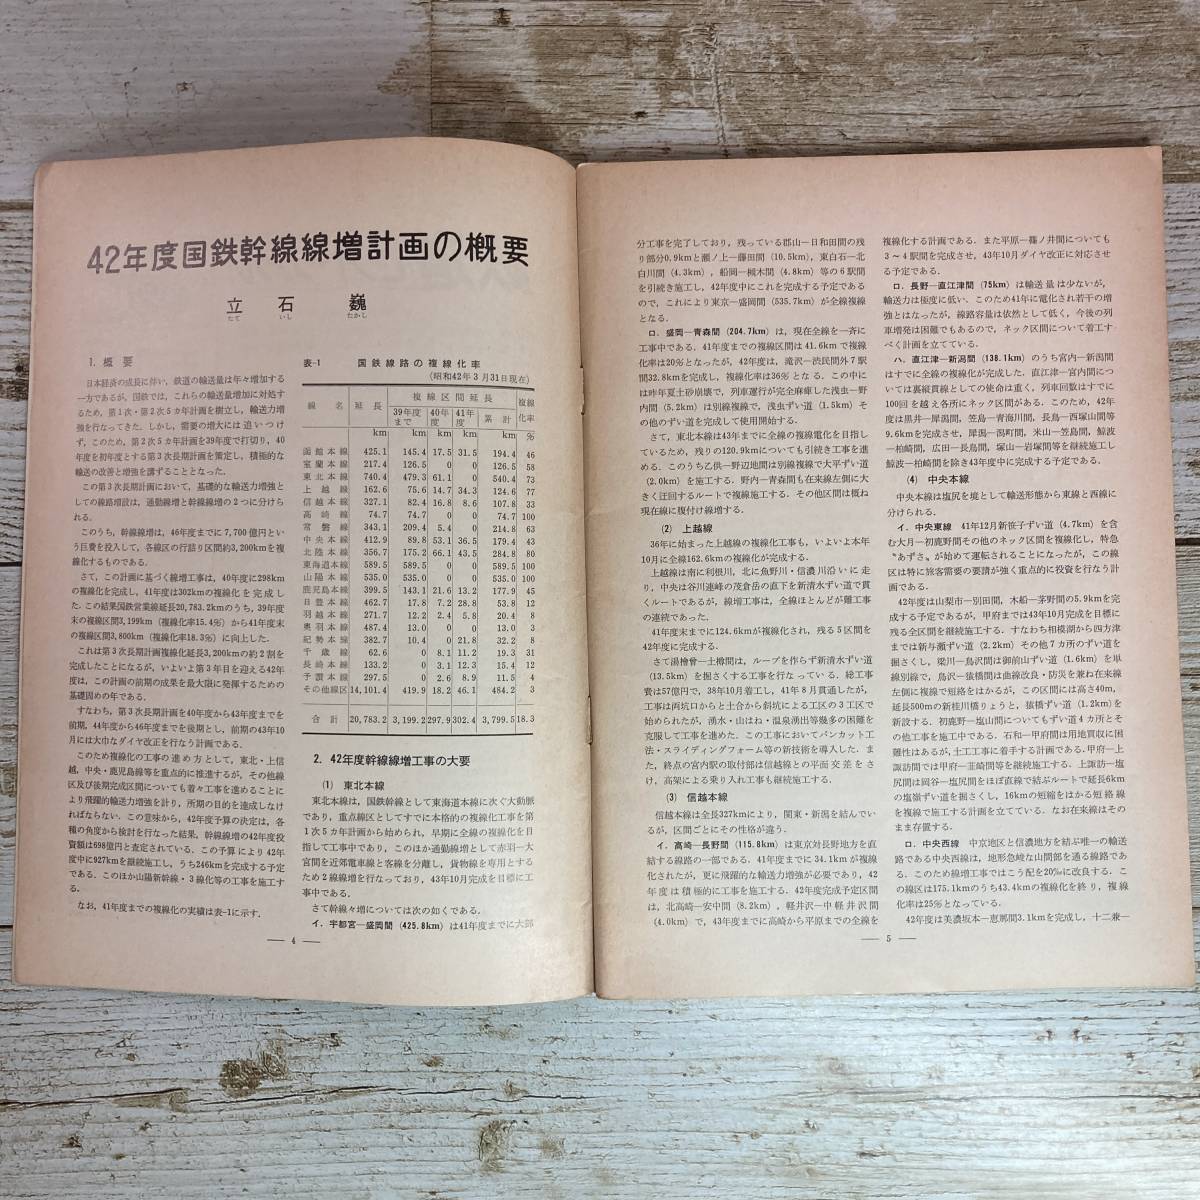 42年度国鉄幹線線増計画の概要
立石 巍
たて いし たかし
1. 概要
日本経済の成長に伴い、鉄道の輸送量は年々増加する
一方であるが、国鉄では、これらの輸送量増加に対処す
るため、第1次・第2次5カ年計画を樹立し、輸送力増
強を行なってきた。しかし、需要の増大には追いつけ
ず、このため、第2次5カ年計画を39年度で打切り、40
年度を初年度とする第3次長期計画を策定し、積極的な
輸送の改善と増強を講ずることとなった。
この第3次長期計画において、基礎的な輸送力増強と
しての線路増設は、通勤線増と幹線線増の2つに分けら
れる。
このうち、幹線線増は、46年度までに7,700億円とい
う巨費を投入して、各線区の行詰り区間約3,200kmを複
線化するものである。
さて、この計画に基づく線増工事は、40年度に298km
の複線化を完成し、41年度は302kmの複線化を完成し
た。この結果国鉄営業線延長20,783.2kmのうち、39年度
末の複線区間3,199km（複線化率15.4%）から41年度末
の複線区間3,800km（複線化率18.3%）に向上した。
これは第3次長期計画複線化延長3,200kmの約2割を
完成したことになるが、いよいよ第3年目を迎える42年
度は、この計画の前期の成果を最大限に発揮するための
基礎固めの年である。
すなわち、第3次長期計画を40年度から43年度までを
前期、44年度から46年度までを後期とし、前期の43年10
月には大巾なダイヤ改正を行なう計画である。
このため複線化の工事の進め方として、東北・上信
越、中央・鹿児島線等を重点的に推進するが、その他線
区及び後期完成区間についても着々工事を進めることに
より飛躍的輸送力増強を計り、所期の目的を達成しなけ
ればならない。この意味から、42年度予算の決定は、各
種の角度から検討を行なった結果、幹線線増の42年度投
資額は698億円と査定されている。この予算により42年
度中に927kmを継続施工し、うち246kmを完成する予定
である。このほか山陽新幹線・3線化等の工事を施工す
る。
なお、41年度までの複線化の実績は表-1に示す。
表-1 国鉄線路の複線化率
（昭和42年3月31日現在）
線名 延長 複線区間延長 複線化率
39年度まで 40年度 41年度 累計
km km km km km %
函館本線 425.1 145.4 17.5 31.5 194.4 46
室蘭本線 217.4 126.5 0 0 126.5 58
東北本線 740.4 479.3 61.1 0 540.4 73
上越線 162.6 75.6 14.7 34.3 124.6 77
信越本線 327.1 82.4 16.8 8.6 107.8 33
高崎線 74.7 74.7 0 0 74.7 100
常磐線 343.1 209.4 5.4 0 214.8 63
中央本線 412.9 89.8 53.1 36.5 179.4 43
北陸本線 356.7 175.2 66.1 43.5 284.8 80
東海道本線 589.5 589.5 0 0 589.5 100
山陽本線 535.0 535.0 0 0 535.0 100
鹿児島本線 399.5 143.1 21.6 13.2 177.9 45
日豊本線 462.7 17.8 7.2 28.8 53.8 12
羽越本線 271.7 12.2 2.4 5.8 20.4 8
奥羽本線 487.4 13.0 0 0 13.0 3
紀勢本線 382.7 10.4 0 21.8 32.2 8
千歳線 62.6 0 8.1 11.2 19.3 31
長崎本線 133.2 0 3.1 12.3 15.4 12
予讃本線 297.5 0 2.6 8.9 11.5 4
その他線区 14,101.4 419.9 18.2 46.1 484.2 3
合計 20,783.2 3,199.2 297.9 302.4 3,799.5 18.3
2. 42年度幹線線増工事の大要
(1) 東北本線
東北本線は、国鉄幹線として東海道本線に次ぐ大動脈
であり、重点線区としてすでに本格的の複線化工事を第
1次5カ年計画から始められ、早期に全線の複線化を目
指して工事中であり、このほか通勤線増として赤羽—大
宮間を近郊電車線と客線を分離し、貨物線を専用とする
ため2線線増を行なっており、43年10月完成を目標に工
事中である。
さて幹線々増については次の如くである。
イ．宇都宮—盛岡間（425.8km）は41年度までに大部
— 4 —
分工事を完了しており、残っている郡山—日和田間の残
り部分0.9kmと瀬ノ上—藤田間（10.5km）、東白石—北
白川間（4.3km）、船岡—槻木間（4.8km）等の6駅間
を引続き施工し、42年度中にこれを完成する予定である
ので、これにより東京—盛岡間（535.7km）が全線複線
となる。
ロ．盛岡—青森間（204.7km）は、現在全線を一斉に
工事中である。41年度までの複線区間は41.6kmで複線
化率は20%となったが、42年度は、滝沢—渋民間外7駅
間32.8kmを完成し、複線化率は36%となる。この中に
は昨年夏土砂崩壊で、列車運行が完全麻痺した浅虫—野
内間（5.2km）は別線複線で、浅虫ずい道（1.5km）そ
の他のずい道を完成して使用開始する。
さて、東北本線は43年までに全線の複線電化を目指し
ているため、残りの120.9kmについても引続き工事を進
める。このうち乙供—野辺地間は別線複線で大平ずい道
（2.0km）を施工する。野内—青森間も在来線左側に大
きく迂回するルートで複線施工する。その他区間は概ね
現在線に腹付け線増する。
(2) 上越線
36年に始まった上越線の複線化工事も、いよいよ本年
10月に全線162.6kmの複線化が完成する。
上越線は南に利根川、北に魚野川・信濃川沿いに走
り、中央は谷川連峰の茂倉岳の直下を新清水ずい道で貫
くルートであるが、線増工事は、全線ほとんどが難工事
の連続であった。
41年度末までに124.6kmが複線化され、残る5区間を
42年度に完成する。
さて湯檜曽—土樽間は、ループを作らず新清水ずい道
（13.5km）を掘さくする工事を行なっている。総工事
費は57億円で、38年10月着工し、41年8月貫通したが、
工事は両坑口からと土合から斜坑による工区の3工区で
始められたが、湧水・山はね・温泉湧出等幾多の困難を
克服して工事を進めた。この工事においてパンカット工
法・スライディングフォーム等の新技術を導入した。ま
た、終点の宮内駅の取付部は信越線との平面交差をさ
け、高架による乗り入れ工事も継続施工する。
(3) 信越本線
信越本線は全長327kmにより、関東・新潟を結んでい
るが、区間ごとにその性格が違う。
イ．高崎—長野間（115.8km）は東京対長野地方を直
結する線路の一部である。41年度までに34.1kmが複線
化されたが、更に飛躍的な輸送力増強が必要であり、42
年度は積極的に工事を施工する。42年度完成予定区間
は、北高崎—安中間（8.2km）、軽井沢—中軽井沢間
（4.0km）で、43年度までに高崎から平原までの全線を
複線化する計画である。また平原—篠ノ井間についても
3～4駅間を完成させ、43年10月ダイヤ改正に対応させ
る予定である。
ロ．長野—直江津間（75km）は輸送量は少ないが、
輸送力は極度に低い。このため41年に電化され若干の増
強とはなったが、線路容量は依然として低く、今後の列
車増発は困難でもあるので、ネック区間について着工す
べく計画を立てている。
ハ．直江津—新潟間（138.1km）のうち宮内—新潟間
はすでに全線の複線化が完成した。直江津—宮内間につ
いては裏縦貫線としての使命は重く、列車回数はすでに
100回を越え各所にネック区間がある。このため、42年
度は黒井—犀潟間、笠島—青海川間、長鳥—西塚山間等
9.6kmを完成させ、犀潟—潟町間、米山—笠島間、鯨波
—柏崎間、広田—長鳥間、塚山—岩塚間等を継続施工し
鯨波—柏崎間を除き43年度中に完成する予定である。
(4) 中央本線
中央本線は塩尻を境として輸送形態から東線と西線に
分けられる。
イ．中央東線 41年12月新笹子ずい道（4.7km）を含
む大月—初鹿野間その他のネック区間を複線化し、特急
〝あずさ〟が始めて運転されることになったが、この線
区は特に旅客需要の要請が強く重点的に投資を行なう計
画である。
42年度は山梨市—別田間、木船—茅野間の5.9kmを完
成する予定であるが、甲府までは43年10月完成を目標に
残る全区間を継続施工する。すなわち相模湖から四方津
までは新与瀬ずい道（2.2km）その他7カ所のずい道を
掘さくし、梁川—鳥沢間は御前山ずい道（1.6km）を単
線別線で、鳥沢—猿橋間は曲線改良・防災を兼ね在来線
左側に複線で短絡をはかるが、この区間には高さ40m、
延長500mの新桂川橋りょうと、猿橋ずい道（1.2km）を
新設する。初鹿野—塩山間についてもずい道4カ所とそ
の他工事を施工中である。石和—甲府間は用地買収に困
難性はあるが、土工工事に着手する計画である。甲府—上
諏訪間では甲府—韮崎間等を継続施工する。上諏訪—塩
尻間は岡谷—塩尻間をほぼ直線で結ぶルートで延長6km
の塩嶺ずい道を掘さくし、16kmの短縮をはかる短絡線
を複線で施工する計画を立てている。なお在来線はその
まま存置する。
ロ．中央西線 中京地区と信濃地方を結ぶ唯一の輸送
路である中央西線は、地形急峻な山間部を通る線路であ
る。このため線増工事ではこう配を20‰に改良する。こ
の線区は175.1kmのうち43.4kmの複線化を終り、複線
化率は25%となっている。
42年度は美濃坂本—恵那間3.1kmを完成し、十二兼—
— 5 —